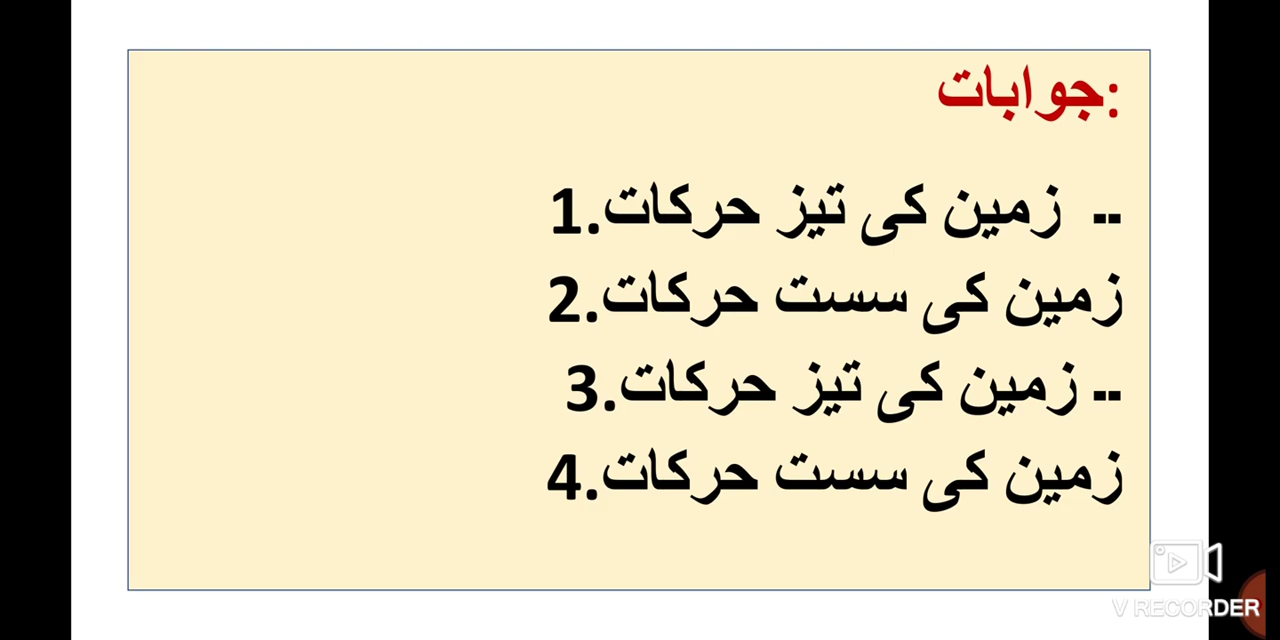 جوابات:
1.زمین کی تیز حرکات --
2.زمین کی سست حرکات
3.زمین کی تیز حرکات --
4.زمین کی سست حرکات
V RECORDER